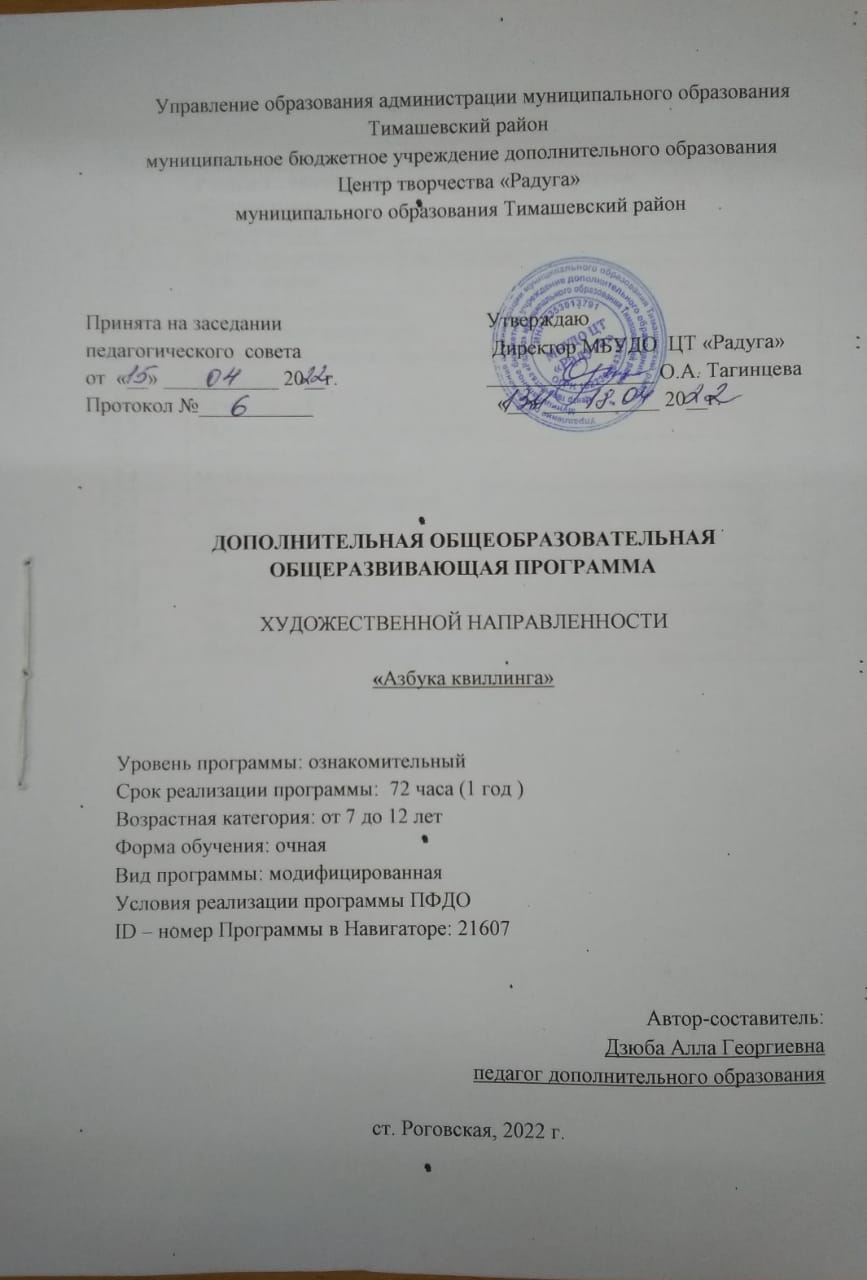 Управление образования администрации муниципального образования
Тимашевский район
муниципальное бюджетное учреждение дополнительного образования
Центр творчества «Радуга»
муниципального образования Тимашевский район
Принята на заседании
педагогического совета
от «15» 04 2022г.
Протокол № 6
Утверждаю
Директор МБУДО ЦТ «Радуга»
О.А. Тагинцева
18.04 2022
ДОПОЛНИТЕЛЬНАЯ ОБЩЕОБРАЗОВАТЕЛЬНАЯ
ОБЩЕРАЗВИВАЮЩАЯ ПРОГРАММА
ХУДОЖЕСТВЕННОЙ НАПРАВЛЕННОСТИ
«Азбука квиллинга»
Уровень программы: ознакомительный
Срок реализации программы: 72 часа (1 год )
Возрастная категория: от 7 до 12 лет
Форма обучения: очная
Вид программы: модифицированная
Условия реализации программы ПФДО
ID – номер Программы в Навигаторе: 21607
Автор-составитель:
Дзюба Алла Георгиевна
педагог дополнительного образования
ст. Роговская, 2022 г.